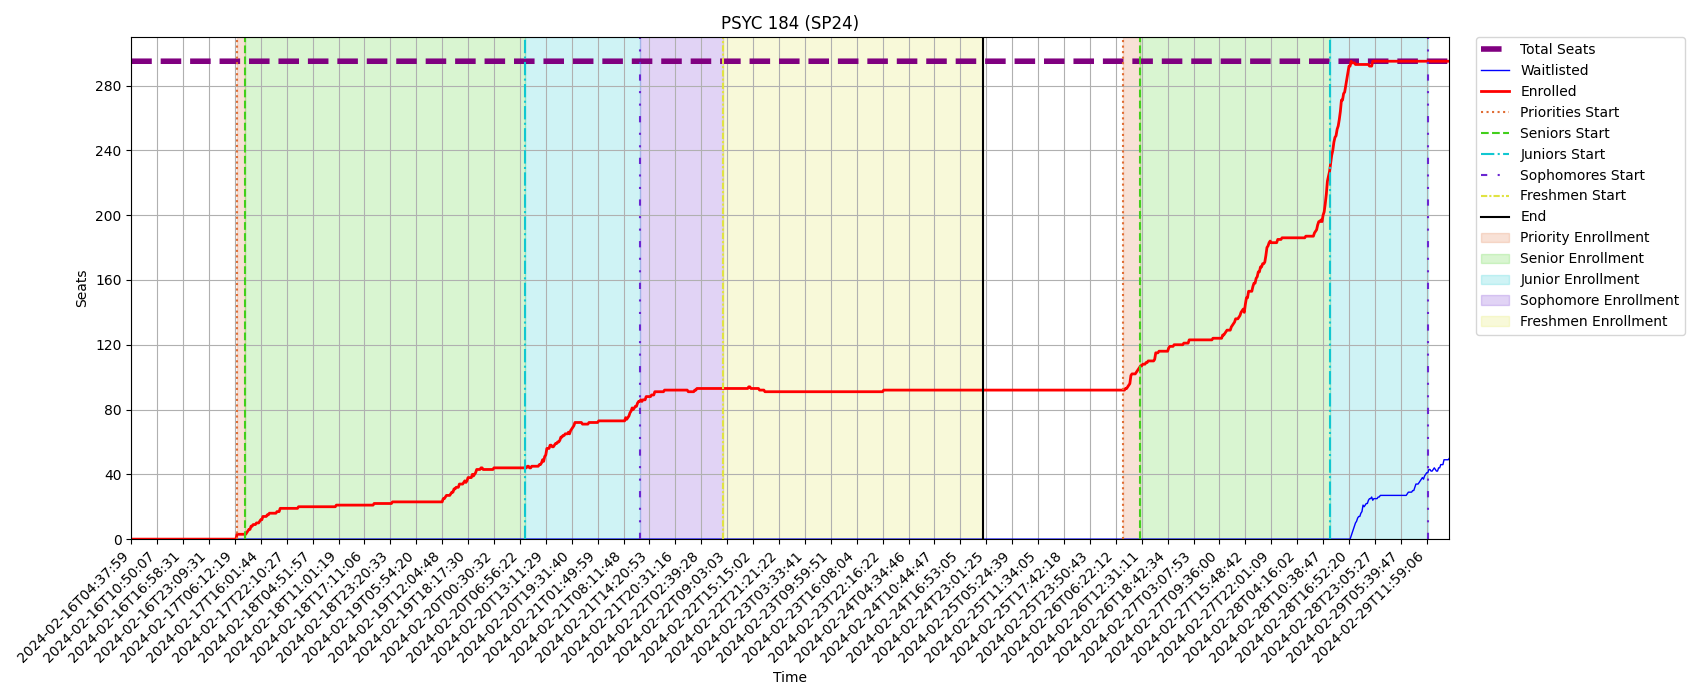 PSYC 184 (SP24)
Seats
280
240
200
160
120
80
40
0
2024-02-16T04:37:59
2024-02-16T10:50:07
2024-02-16T16:58:31
2024-02-16T23:09:31
2024-02-17T06:12:19
2024-02-17T16:01:44
2024-02-17T22:10:27
2024-02-18T04:51:57
2024-02-18T11:01:19
2024-02-18T17:11:06
2024-02-18T23:20:33
2024-02-19T05:54:20
2024-02-19T12:04:48
2024-02-19T18:17:30
2024-02-20T00:30:32
2024-02-20T06:56:22
2024-02-20T13:11:29
2024-02-20T19:31:40
2024-02-21T01:49:59
2024-02-21T08:11:48
2024-02-21T14:20:53
2024-02-21T20:31:16
2024-02-22T02:39:28
2024-02-22T09:03:03
2024-02-22T15:15:02
2024-02-22T21:21:22
2024-02-23T03:33:41
2024-02-23T09:59:51
2024-02-23T16:08:04
2024-02-23T22:16:22
2024-02-24T04:34:46
2024-02-24T10:44:47
2024-02-24T16:53:05
2024-02-24T23:01:25
2024-02-25T05:24:39
2024-02-25T11:34:05
2024-02-25T17:42:18
2024-02-25T23:50:43
2024-02-26T06:22:12
2024-02-26T12:31:11
2024-02-26T18:42:34
2024-02-27T03:07:53
2024-02-27T09:36:00
2024-02-27T15:48:42
2024-02-27T22:01:09
2024-02-28T04:16:02
2024-02-28T10:38:47
2024-02-28T16:52:20
2024-02-28T23:05:27
2024-02-29T05:39:47
2024-02-29T11:59:06
Time
Total Seats
Waitlisted
Enrolled
Priorities Start
Seniors Start
Juniors Start
Sophomores Start
Freshmen Start
End
Priority Enrollment
Senior Enrollment
Junior Enrollment
Sophomore Enrollment
Freshmen Enrollment